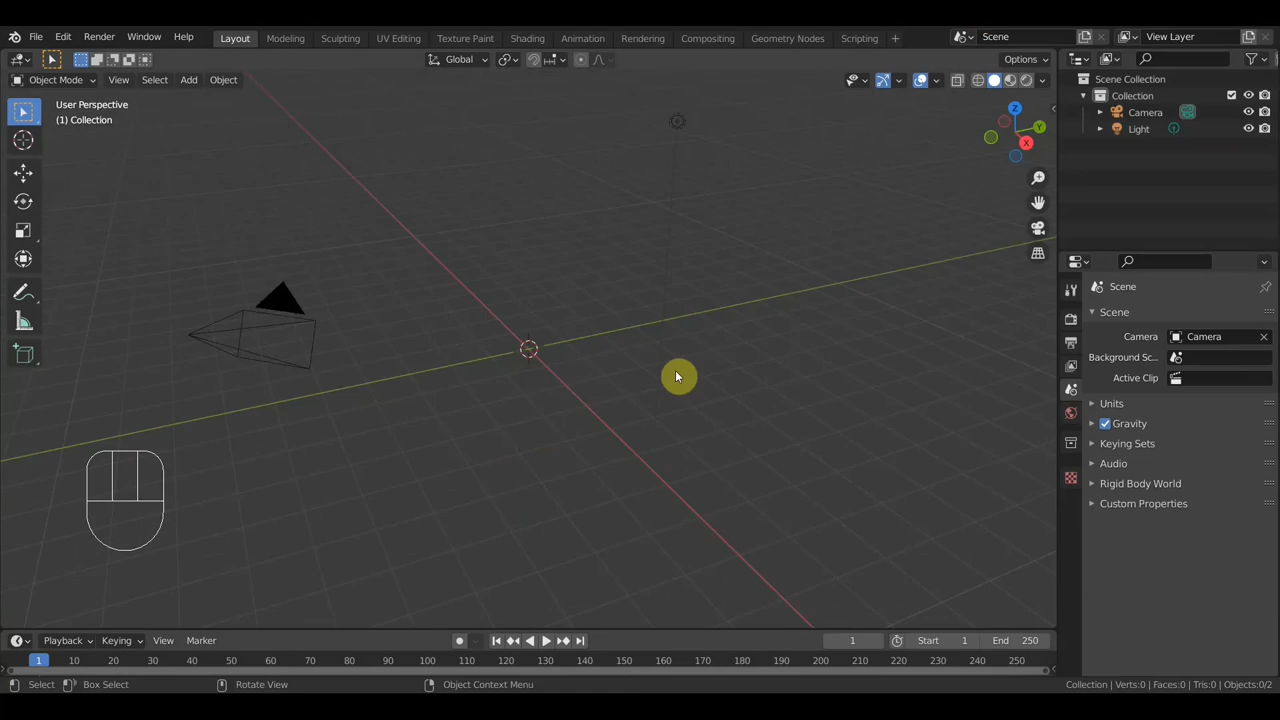 File Edit Render Window Help Layout Modeling Sculpting UV Editing Texture Paint Shading Animation Rendering Compositing Geometry Nodes Scripting + Scene View Layer
Global Options
Object Mode View Select Add Object
User Perspective
(1) Collection
Z
Y
X
Scene Collection
Collection
Camera
Light
Scene
Scene
Camera Camera
Background Sc...
Active Clip
Units
Gravity
Keying Sets
Audio
Rigid Body World
Custom Properties
Playback Keying View Marker 1 Start 1 End 250
1 10 20 30 40 50 60 70 80 90 100 110 120 130 140 150 160 170 180 190 200 210 220 230 240 250
Select Box Select Rotate View Object Context Menu Collection | Verts:0 | Faces:0 | Tris:0 | Objects:0/2